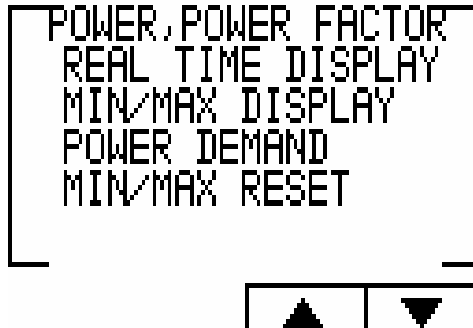 POWER,POWER FACTOR
REAL TIME DISPLAY
MIN/MAX DISPLAY
POWER DEMAND
MIN/MAX RESET